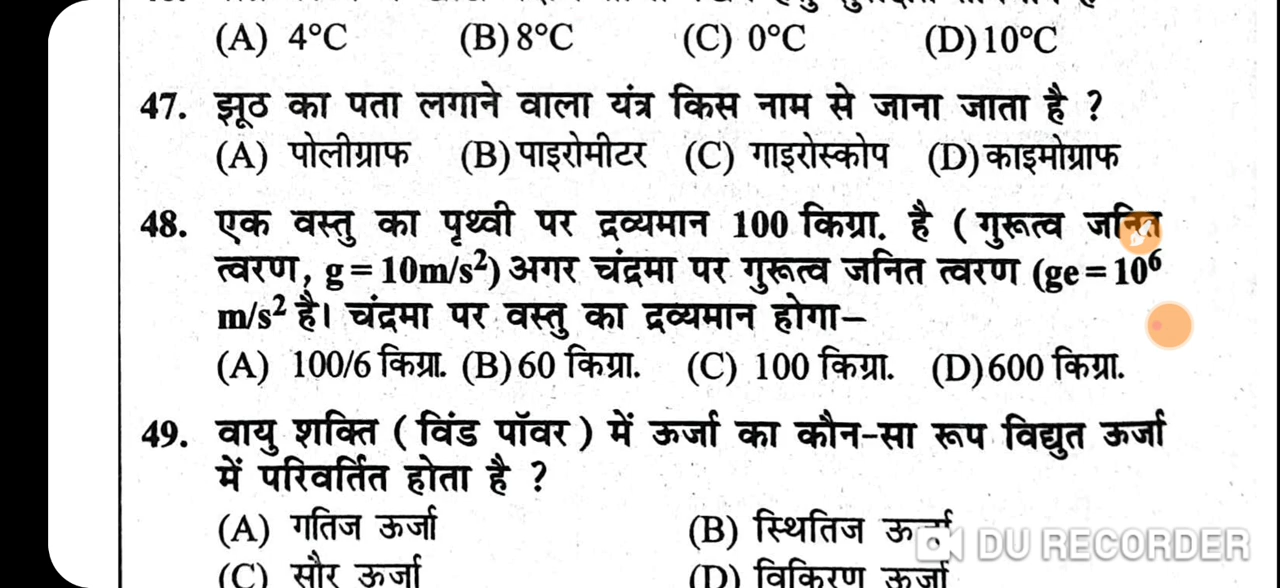 (A) 4°C (B) 8°C (C) 0°C (D) 10°C
47. झूठ का पता लगाने वाला यंत्र किस नाम से जाना जाता है ?
(A) पोलीग्राफ (B) पाइरोमीटर (C) गाइरोस्कोप (D) काइमोग्राफ
48. एक वस्तु का पृथ्वी पर द्रव्यमान 100 किग्रा. है ( गुरूत्व जनित
त्वरण, g = 10m/s²) अगर चंद्रमा पर गुरूत्व जनित त्वरण (ge = 10⁶
m/s² है। चंद्रमा पर वस्तु का द्रव्यमान होगा–
(A) 100/6 किग्रा. (B) 60 किग्रा. (C) 100 किग्रा. (D) 600 किग्रा.
49. वायु शक्ति ( विंड पॉवर ) में ऊर्जा का कौन-सा रूप विद्युत ऊर्जा
में परिवर्तित होता है ?
(A) गतिज ऊर्जा (B) स्थितिज ऊर्जा
(C) सौर ऊर्जा (D) विकिरण ऊर्जा
DU RECORDER